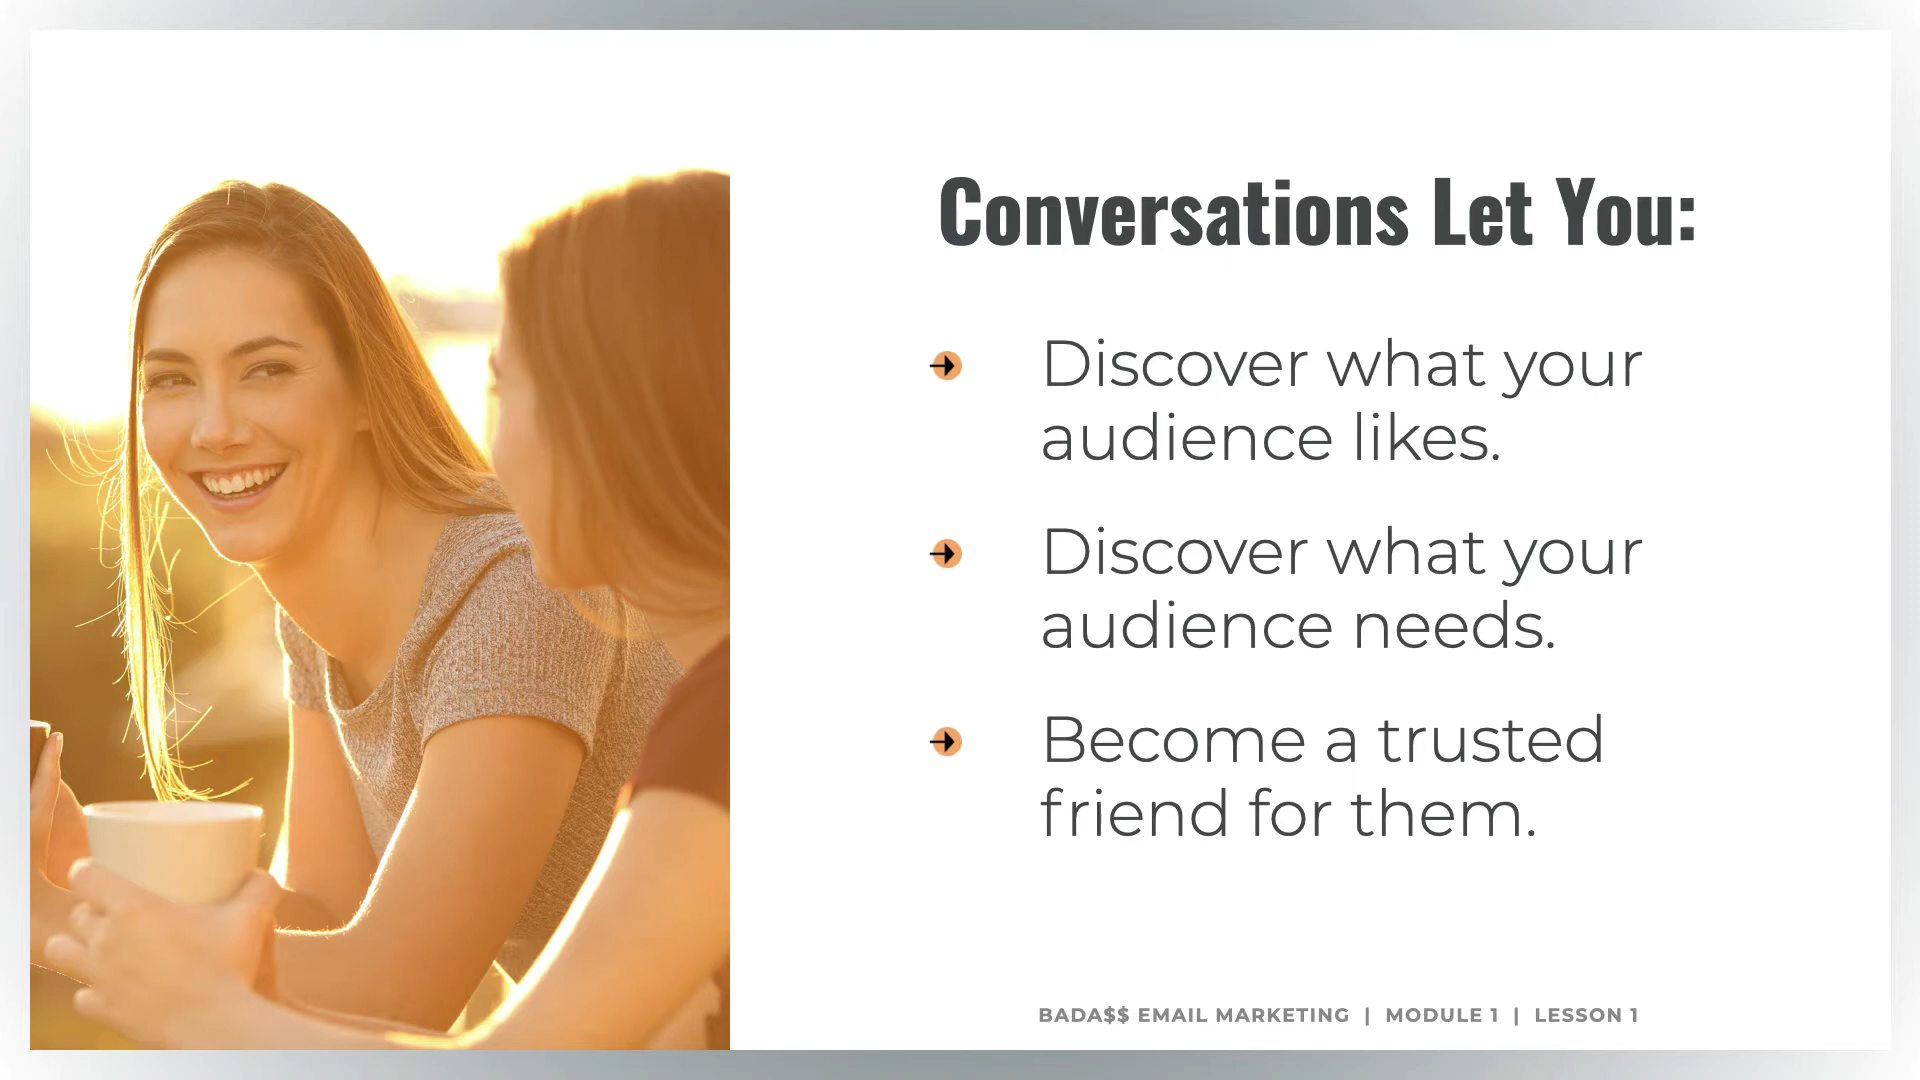 Conversations Let You:
Discover what your
audience likes.
Discover what your
audience needs.
Become a trusted
friend for them.
BADA$$ EMAIL MARKETING | MODULE 1 | LESSON 1